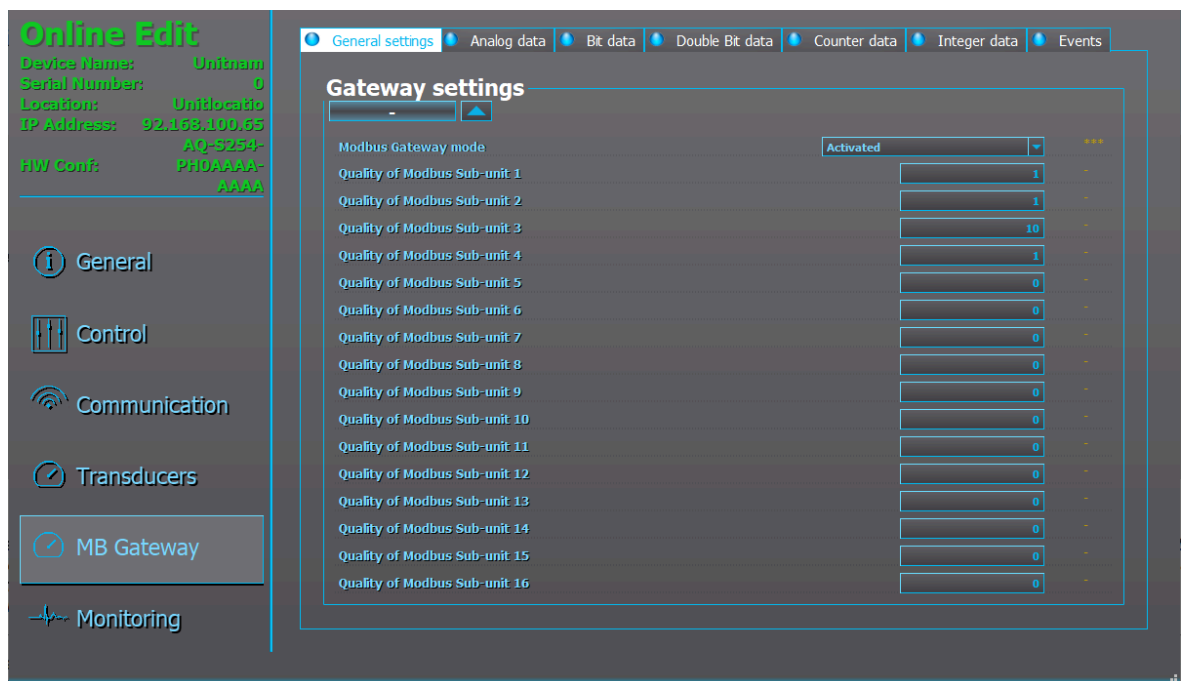 Online Edit
Device Name: Unitnam
Serial Number: 0
Location: Unitlocatio
IP Address: 92.168.100.65
AQ-S254-
HW Conf: PH0AAAA-
AAAA
General
Control
Communication
Transducers
MB Gateway
Monitoring
General settings Analog data Bit data Double Bit data Counter data Integer data Events
Gateway settings
-
Modbus Gateway mode Activated ***
Quality of Modbus Sub-unit 1 1 -
Quality of Modbus Sub-unit 2 1 -
Quality of Modbus Sub-unit 3 10 -
Quality of Modbus Sub-unit 4 1 -
Quality of Modbus Sub-unit 5 0 -
Quality of Modbus Sub-unit 6 0 -
Quality of Modbus Sub-unit 7 0 -
Quality of Modbus Sub-unit 8 0 -
Quality of Modbus Sub-unit 9 0 -
Quality of Modbus Sub-unit 10 0 -
Quality of Modbus Sub-unit 11 0 -
Quality of Modbus Sub-unit 12 0 -
Quality of Modbus Sub-unit 13 0 -
Quality of Modbus Sub-unit 14 0 -
Quality of Modbus Sub-unit 15 0 -
Quality of Modbus Sub-unit 16 0 -